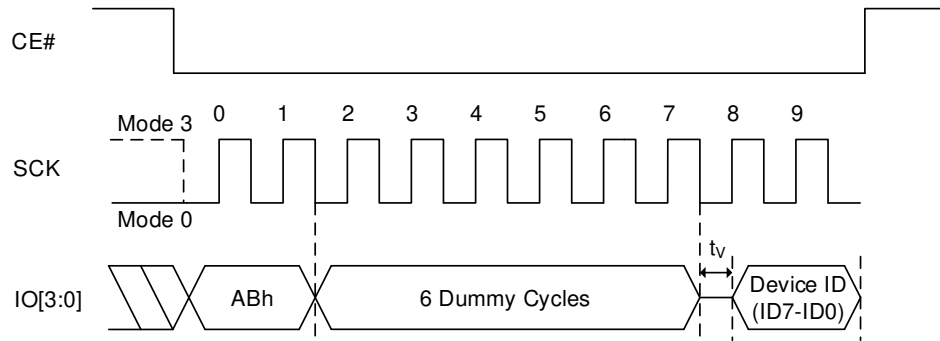 CE#
0 1 2 3 4 5 6 7 8 9
Mode 3
SCK
Mode 0
tV
IO[3:0] ABh 6 Dummy Cycles Device ID
(ID7-ID0)